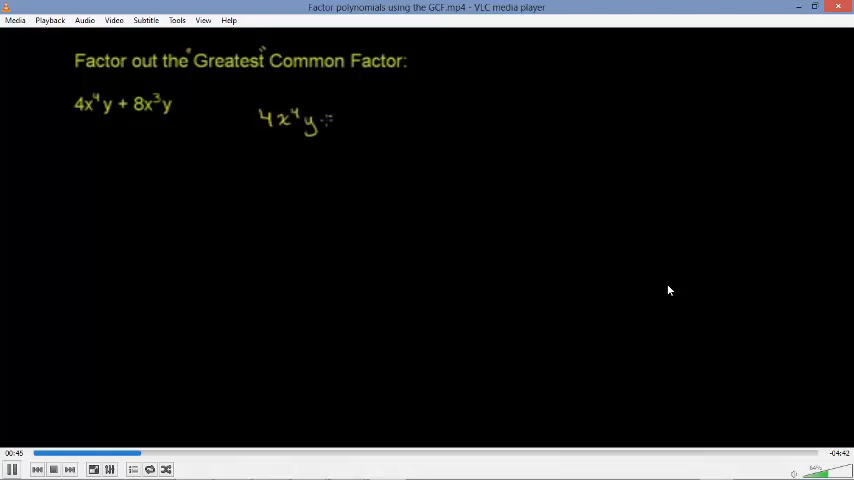 Factor polynomials using the GCF.mp4 - VLC media player
Media Playback Audio Video Subtitle Tools View Help
Factor out the Greatest Common Factor:
4x⁴y + 8x³y
4x⁴y
00:45
-04:42
64%